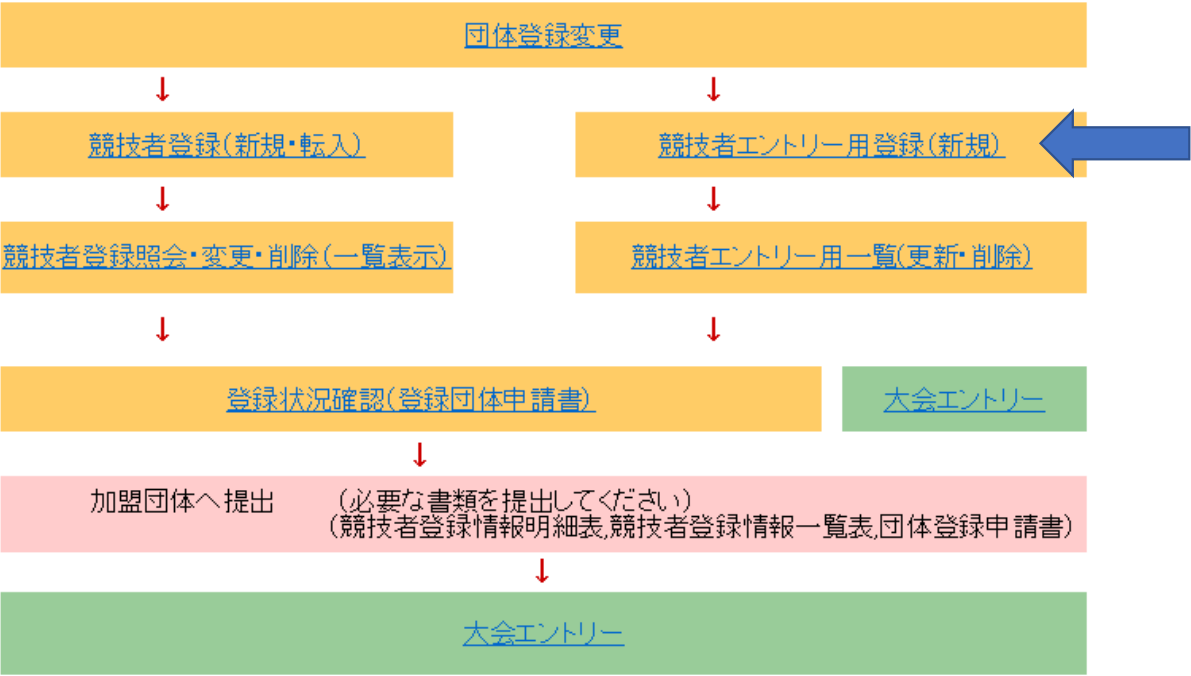 団体登録変更
↓ ↓
競技者登録(新規・転入) 競技者エントリー用登録(新規)
↓ ↓
競技者登録照会・変更・削除(一覧表示) 競技者エントリー用一覧(更新・削除)
↓ ↓
登録状況確認(登録団体申請書) 大会エントリー
↓
加盟団体へ提出 (必要な書類を提出してください)
(競技者登録情報明細表,競技者登録情報一覧表,団体登録申請書)
↓
大会エントリー